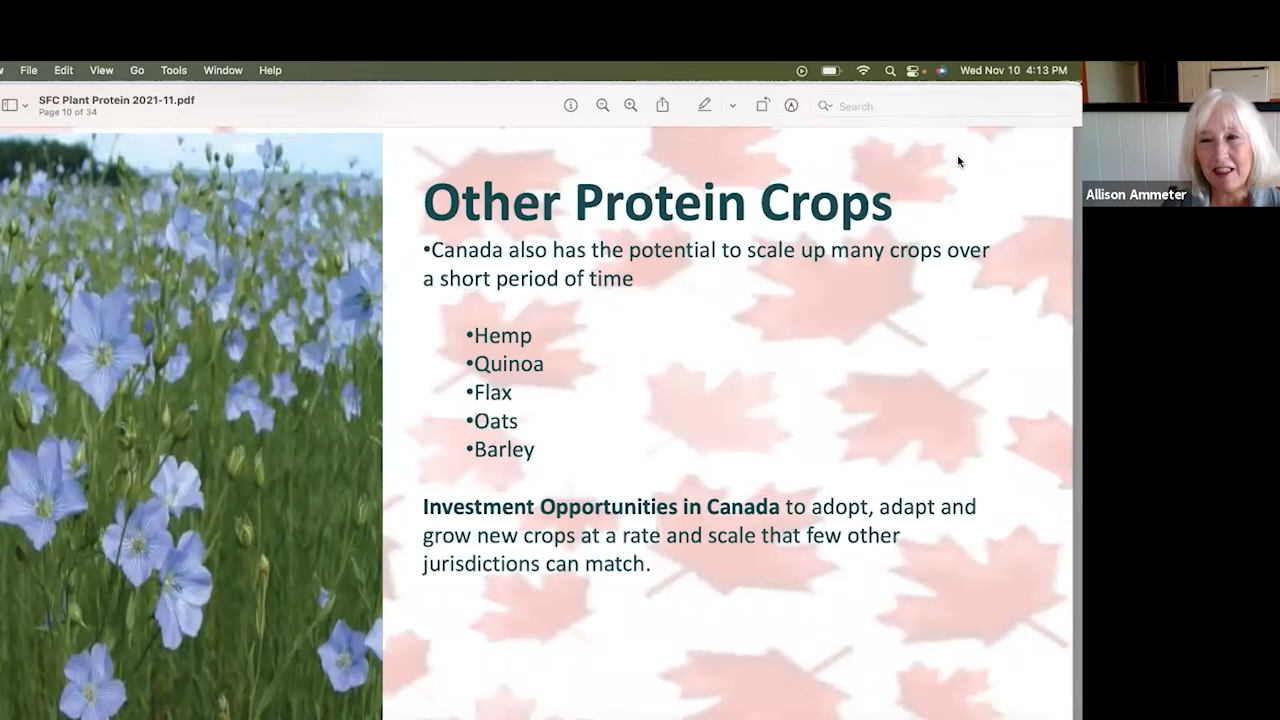 File Edit View Go Tools Window Help Wed Nov 10 4:13 PM
SFC Plant Protein 2021-11.pdf
Page 10 of 34
Search
Allison Ammeter
Other Protein Crops
•Canada also has the potential to scale up many crops over
a short period of time
•Hemp
•Quinoa
•Flax
•Oats
•Barley
Investment Opportunities in Canada to adopt, adapt and
grow new crops at a rate and scale that few other
jurisdictions can match.